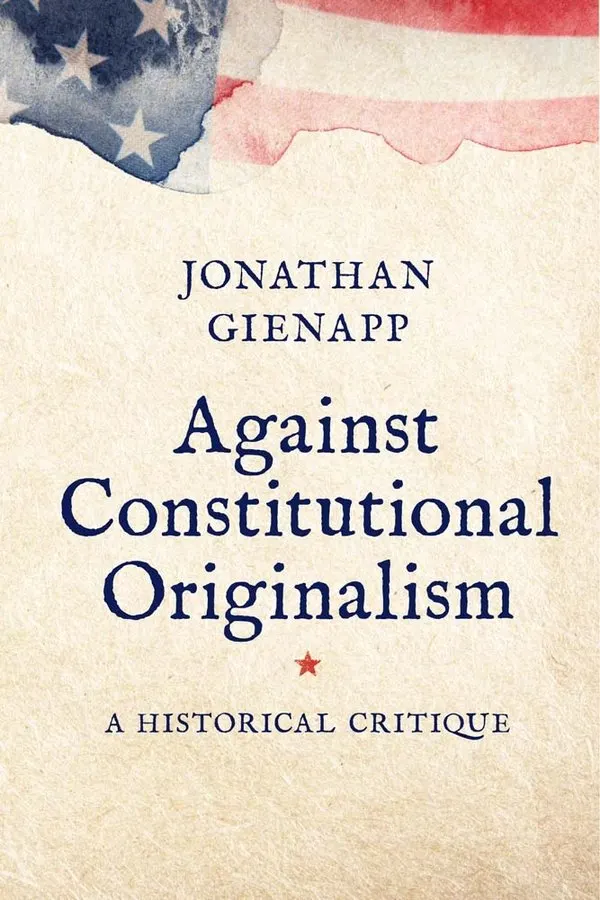 JONATHAN
GIENAPP
Against
Constitutional
Originalism
A HISTORICAL CRITIQUE